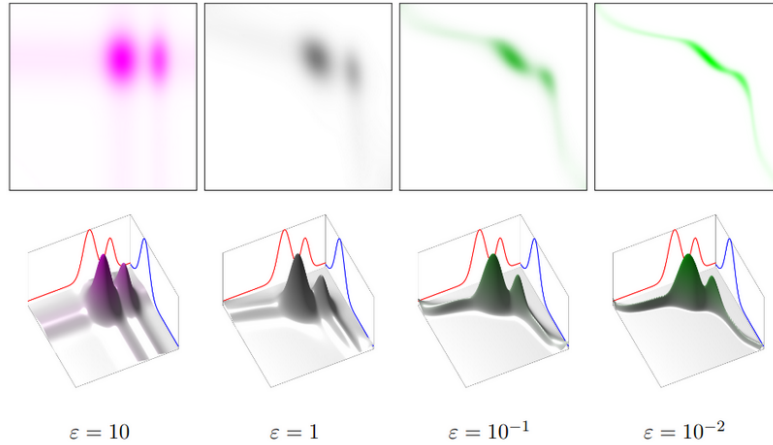 ε = 10 ε = 1 ε = 10⁻¹ ε = 10⁻²